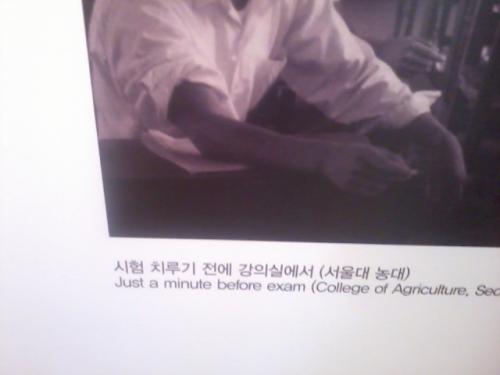 시험 치루기 전에 강의실에서 (서울대 농대)
Just a minute before exam (College of Agriculture,